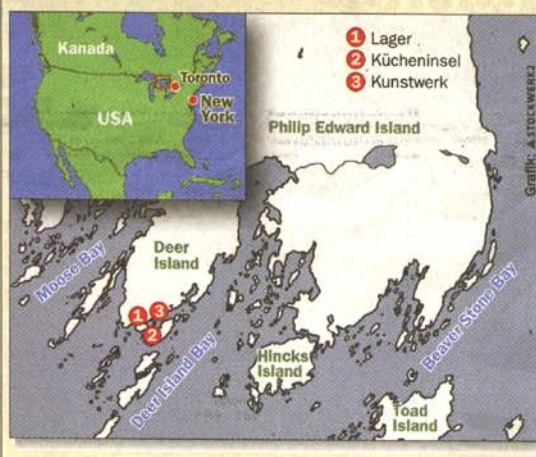 Kanada
USA
Toronto
New
York
1 Lager
2 Kücheninsel
3 Kunstwerk
Philip Edward Island
Grafik: STOCKWERK2
Moose Bay
Deer
Island
1
3
2
Deer Island Bay
Hincks
Island
Beaver Stone Bay
Toad
Island